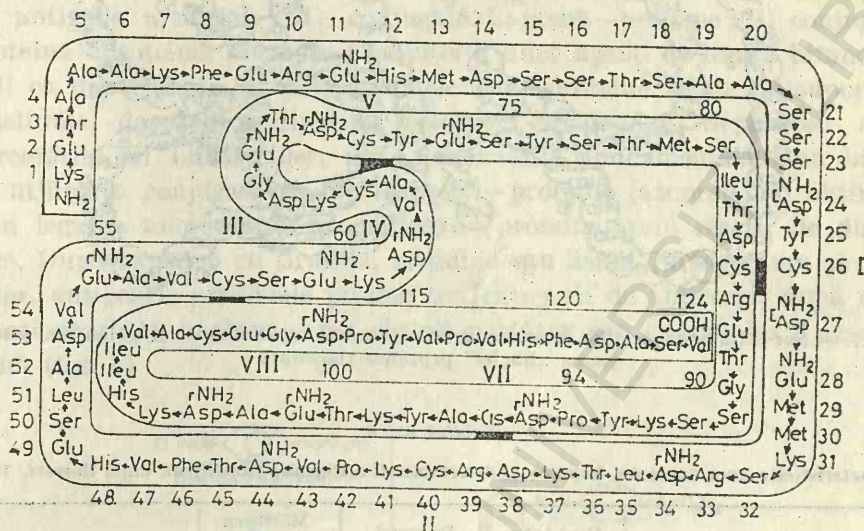 5 6 7 8 9 10 11 12 13 14 15 16 17 18 19 20
NH₂
Ala Ala Lys Phe Glu Arg Glu His Met Asp Ser Ser Thr Ser Ala Ala
4 Ala
3 Thr
2 Glu
1 Lys
NH₂
Ser 21
Ser 22
Ser 23
NH₂
Asp 24
Tyr 25
Cys 26
NH₂
Asp 27
NH₂
Glu 28
Met 29
Met 30
Lys 31
V 75 80
NH₂ NH₂
Thr Asp Cys Tyr Glu Ser Tyr Ser Thr Met Ser
NH₂
Glu
Gly
Asp Lys Cys Ala
Val
NH₂
Asp
III 60 IV
55
NH₂ NH₂
Glu Ala Val Cys Ser Glu Lys
Ileu
Thr
Asp
Cys
Arg
Glu
Thr
Gly
Ser
54 Val
53 Asp
52 Ala
51 Leu
50 Ser
49 Glu
115 120 124
NH₂ COOH
Ileu Val Ala Cys Glu Gly Asp Pro Tyr Val Pro Val His Phe Asp Ala Ser Val
Ileu
His
VIII 100 VII 94 90
NH₂ NH₂ NH₂
Lys Asp Ala Glu Thr Lys Tyr Ala Cis Asp Pro Tyr Lys Ser
NH₂ NH₂
His Val Phe Thr Asp Val Pro Lys Cys Arg Asp Lys Thr Leu Asp Arg Ser
48 47 46 45 44 43 42 41 40 39 38 37 36 35 34 33 32
II